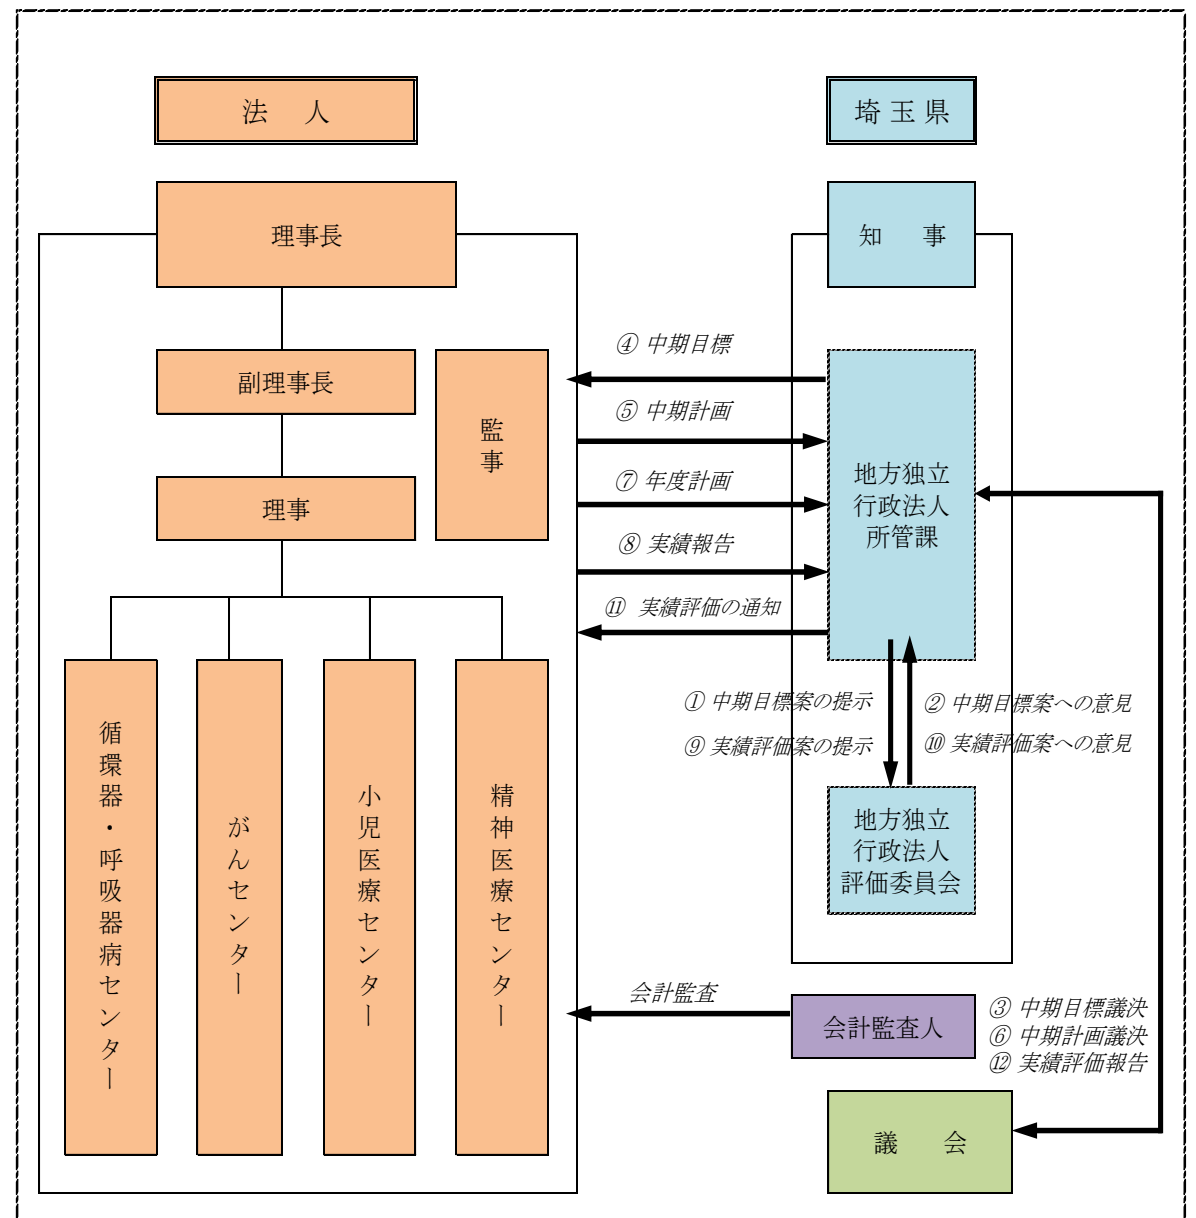 法　人
埼 玉 県
理事長
知　事
副理事長
監事
理事
④ 中期目標
⑤ 中期計画
⑦ 年度計画
⑧ 実績報告
⑪ 実績評価の通知
地方独立
行政法人
所管課
① 中期目標案の提示
⑨ 実績評価案の提示
② 中期目標案への意見
⑩ 実績評価案への意見
地方独立
行政法人
評価委員会
循環器・呼吸器病センター
がんセンター
小児医療センター
精神医療センター
会計監査
会計監査人
③ 中期目標議決
⑥ 中期計画議決
⑫ 実績評価報告
議　会